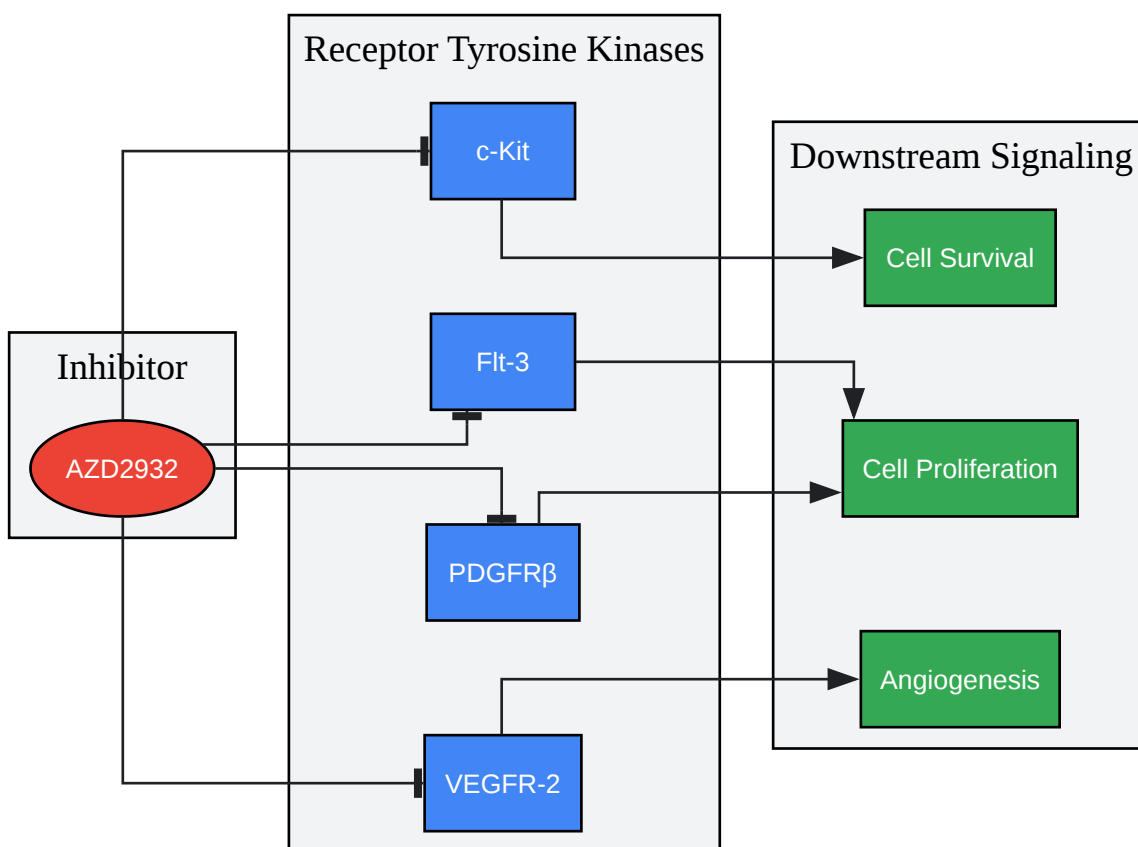 Receptor Tyrosine Kinases
c-Kit
Downstream Signaling
Cell Survival
Inhibitor
Flt-3
AZD2932
Cell Proliferation
PDGFRβ
Angiogenesis
VEGFR-2